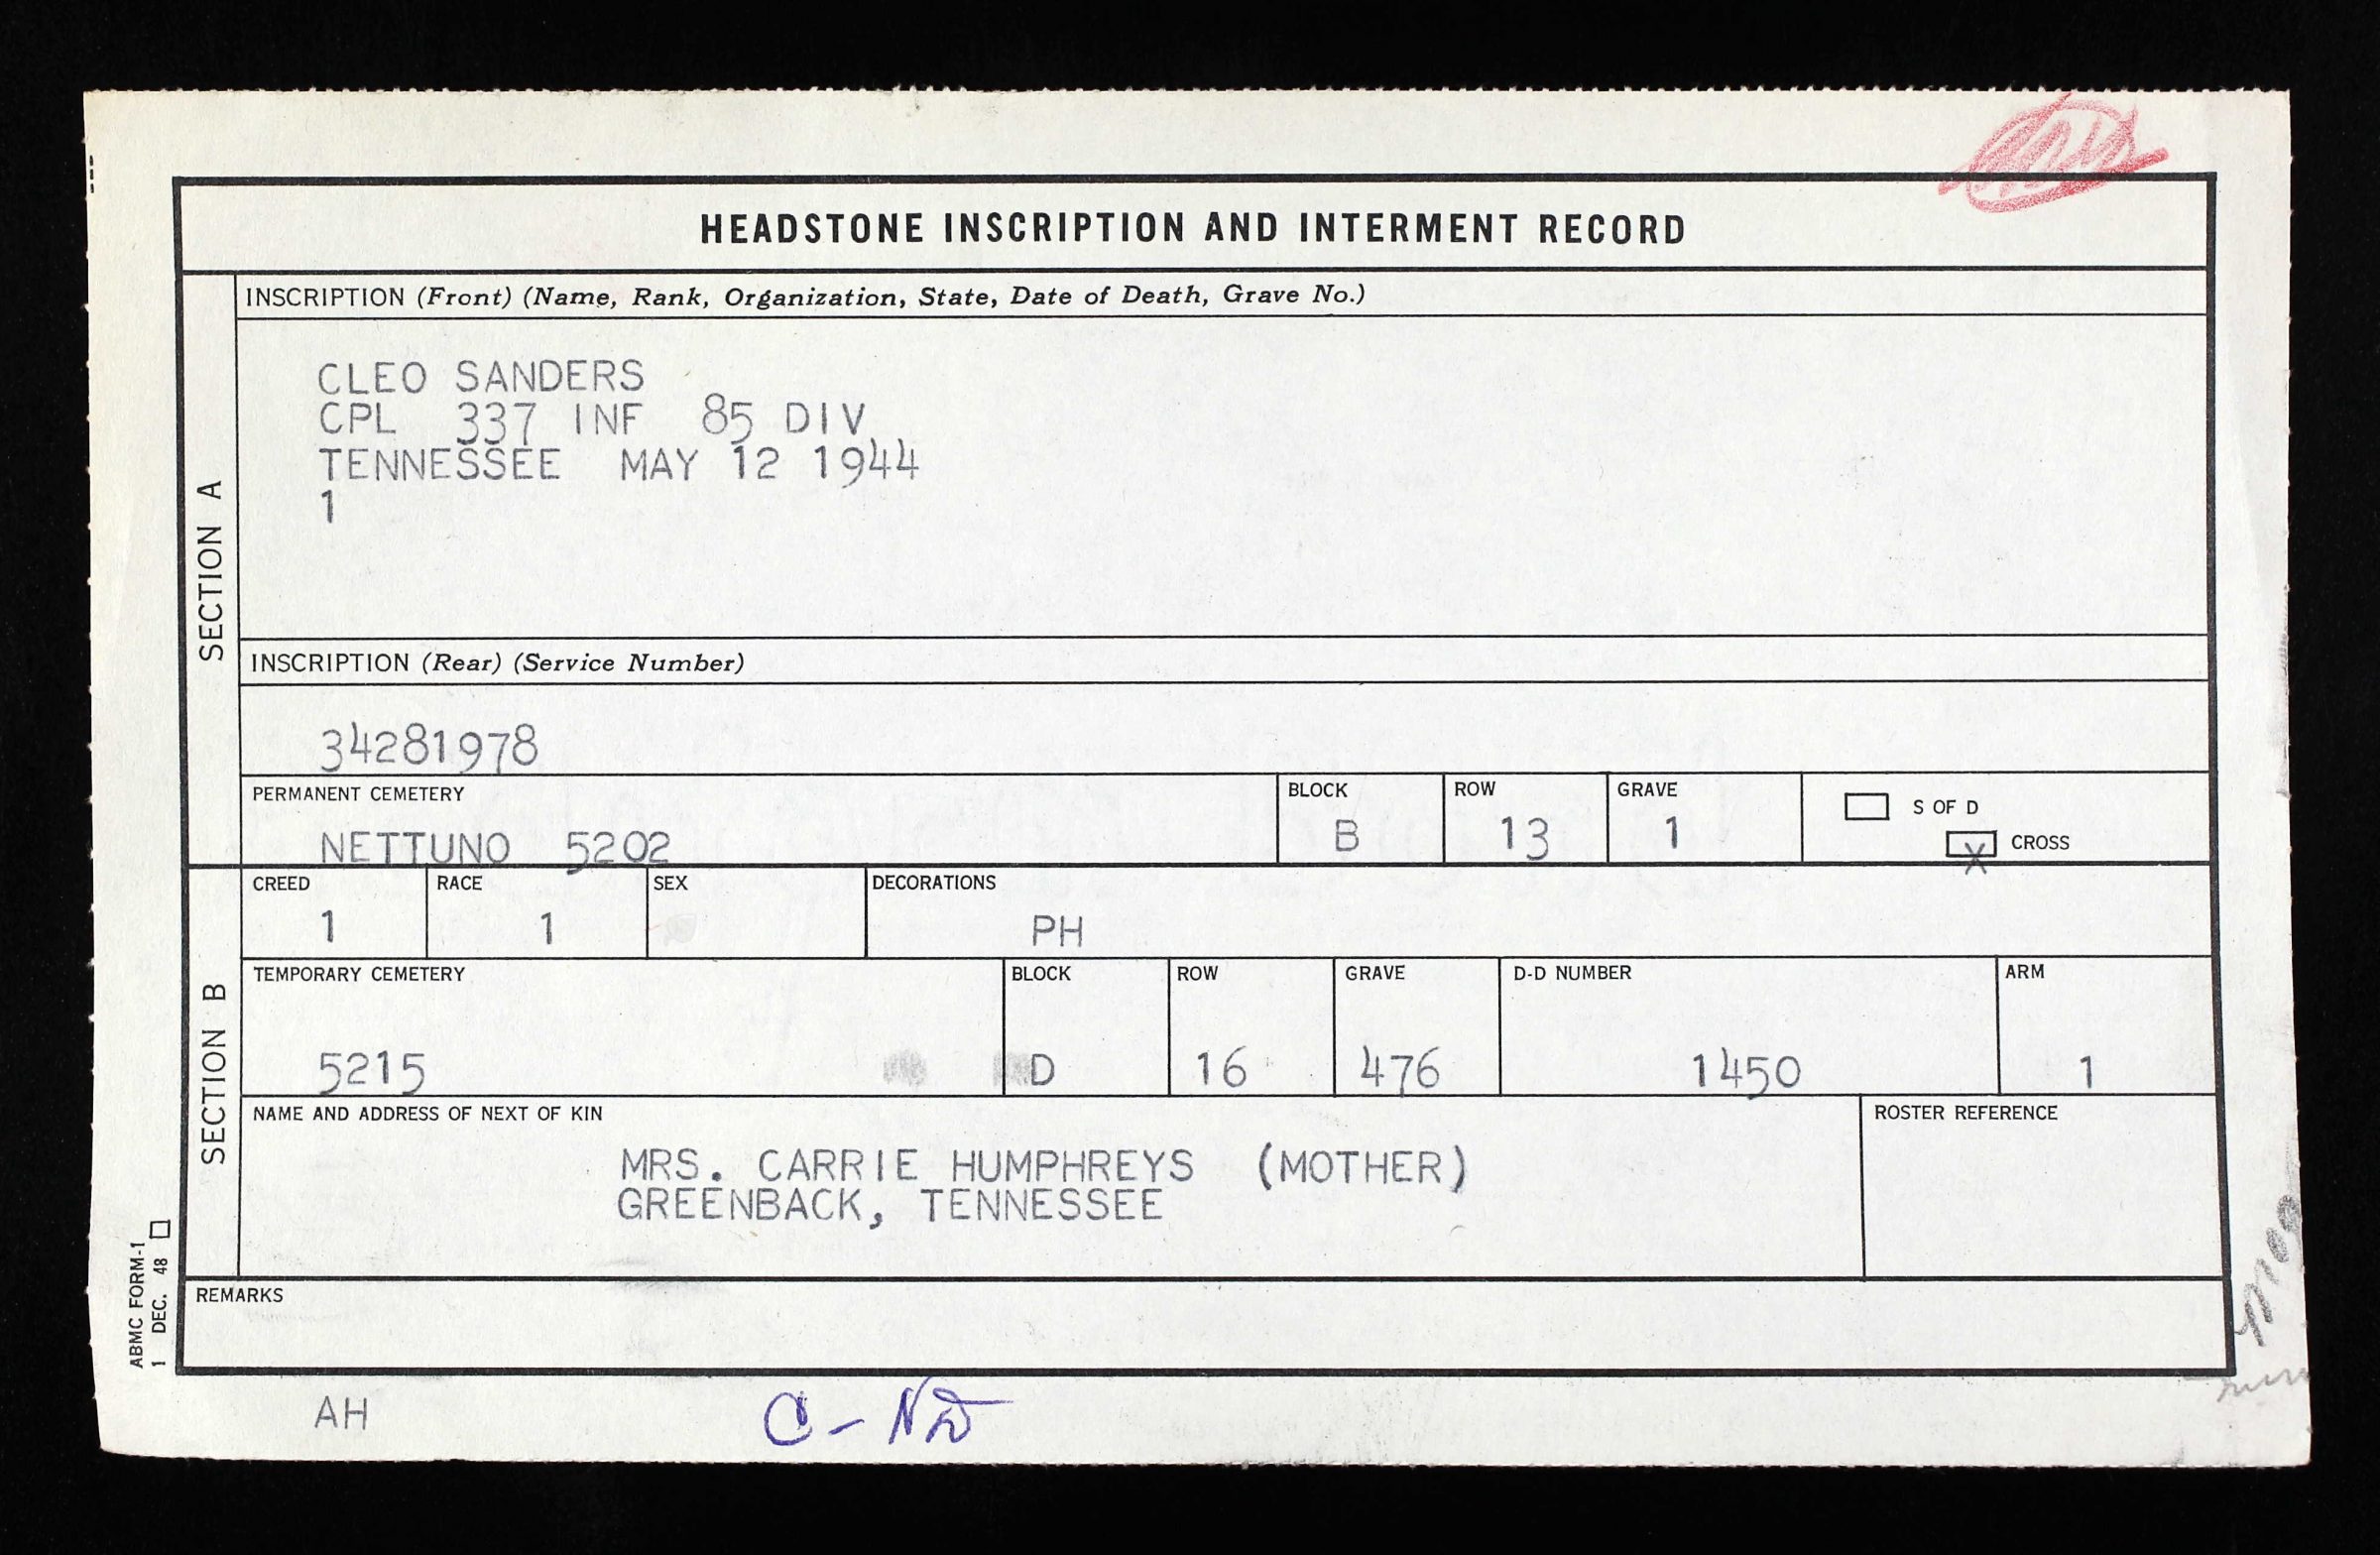 HEADSTONE INSCRIPTION AND INTERMENT RECORD
SECTION A
INSCRIPTION (Front) (Name, Rank, Organization, State, Date of Death, Grave No.)
CLEO SANDERS
CPL 337 INF 85 DIV
TENNESSEE MAY 12 1944
1
INSCRIPTION (Rear) (Service Number)
34281978
PERMANENT CEMETERY BLOCK ROW GRAVE
NETTUNO 5202 B 13 1
S OF D
X CROSS
SECTION B
CREED RACE SEX DECORATIONS
1 1 PH
TEMPORARY CEMETERY BLOCK ROW GRAVE D-D NUMBER ARM
5215 D 16 476 1450 1
NAME AND ADDRESS OF NEXT OF KIN ROSTER REFERENCE
MRS. CARRIE HUMPHREYS (MOTHER)
GREENBACK, TENNESSEE
REMARKS
ABMC FORM-1
1 DEC. 48
AH
C - ND